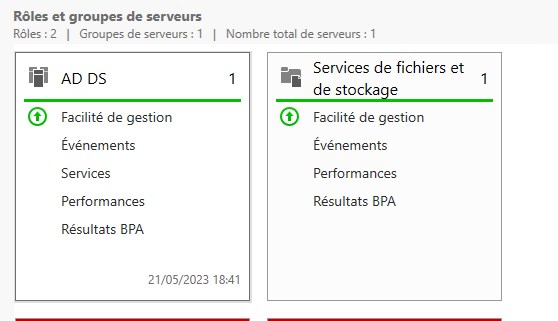 Rôles et groupes de serveurs
Rôles : 2 | Groupes de serveurs : 1 | Nombre total de serveurs : 1
AD DS 1
Facilité de gestion
Événements
Services
Performances
Résultats BPA
21/05/2023 18:41
Services de fichiers et
de stockage 1
Facilité de gestion
Événements
Performances
Résultats BPA